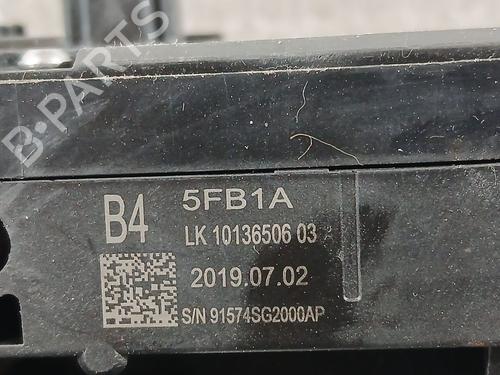 B-PARTS
B4
5FB1A
LK 10136506 03
2019.07.02
S/N 91574SG2000AP